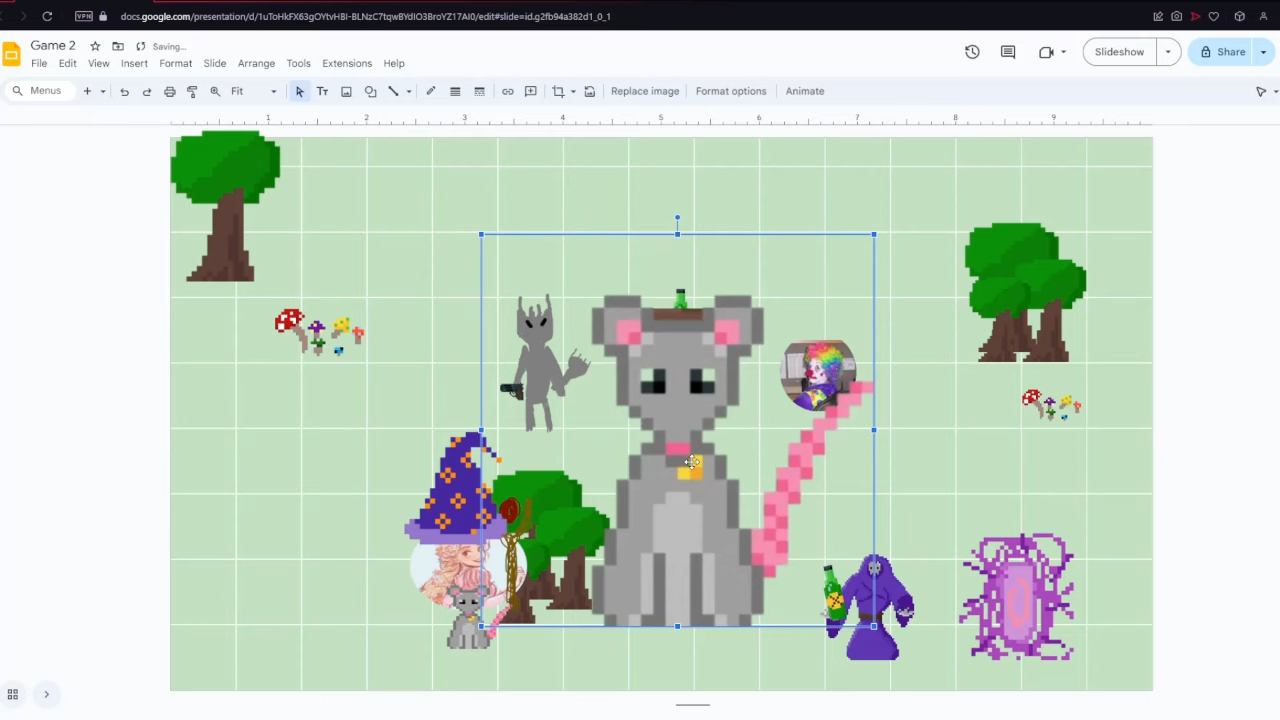 VPN docs.google.com/presentation/d/1uToHkFX63gOYtvHBI-BLNzC7tqwBYdIO3BroYZ17AI0/edit#slide=id.g2fb94a382d1_0_1
Game 2 Saving…
File Edit View Insert Format Slide Arrange Tools Extensions Help
Slideshow Share
Menus Fit Replace image Format options Animate
1 2 3 4 5 6 7 8 9